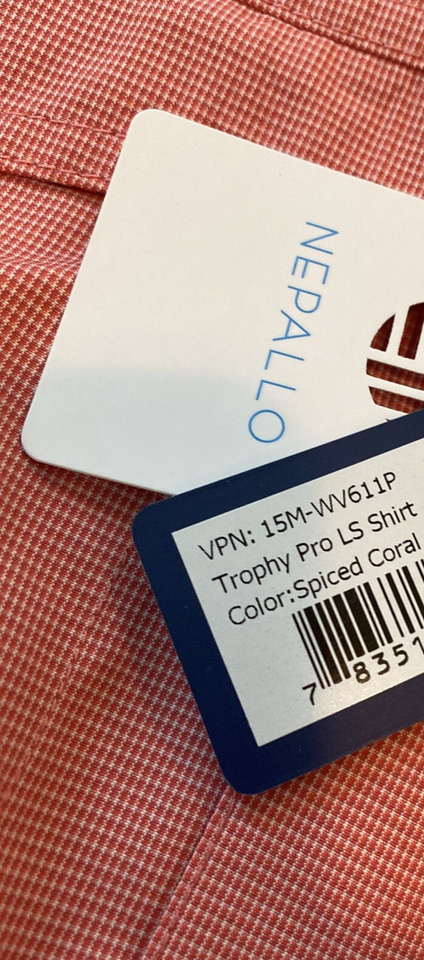 NEPALLO
VPN: 15M-WV611P
Trophy Pro LS Shirt
Color:Spiced Coral
7 8351